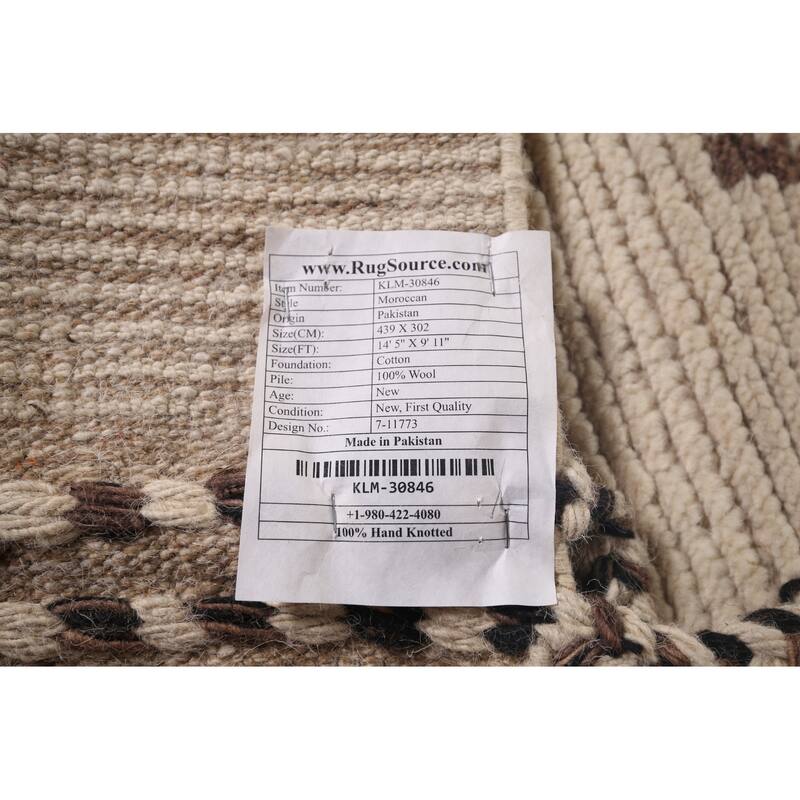 www.RugSource.com
Item Number: KLM-30846
Style Moroccan
Origin Pakistan
Size(CM): 439 X 302
Size(FT): 14' 5" X 9' 11"
Foundation: Cotton
Pile: 100% Wool
Age: New
Condition: New, First Quality
Design No.: 7-11773
Made in Pakistan
KLM-30846
+1-980-422-4080
100% Hand Knotted